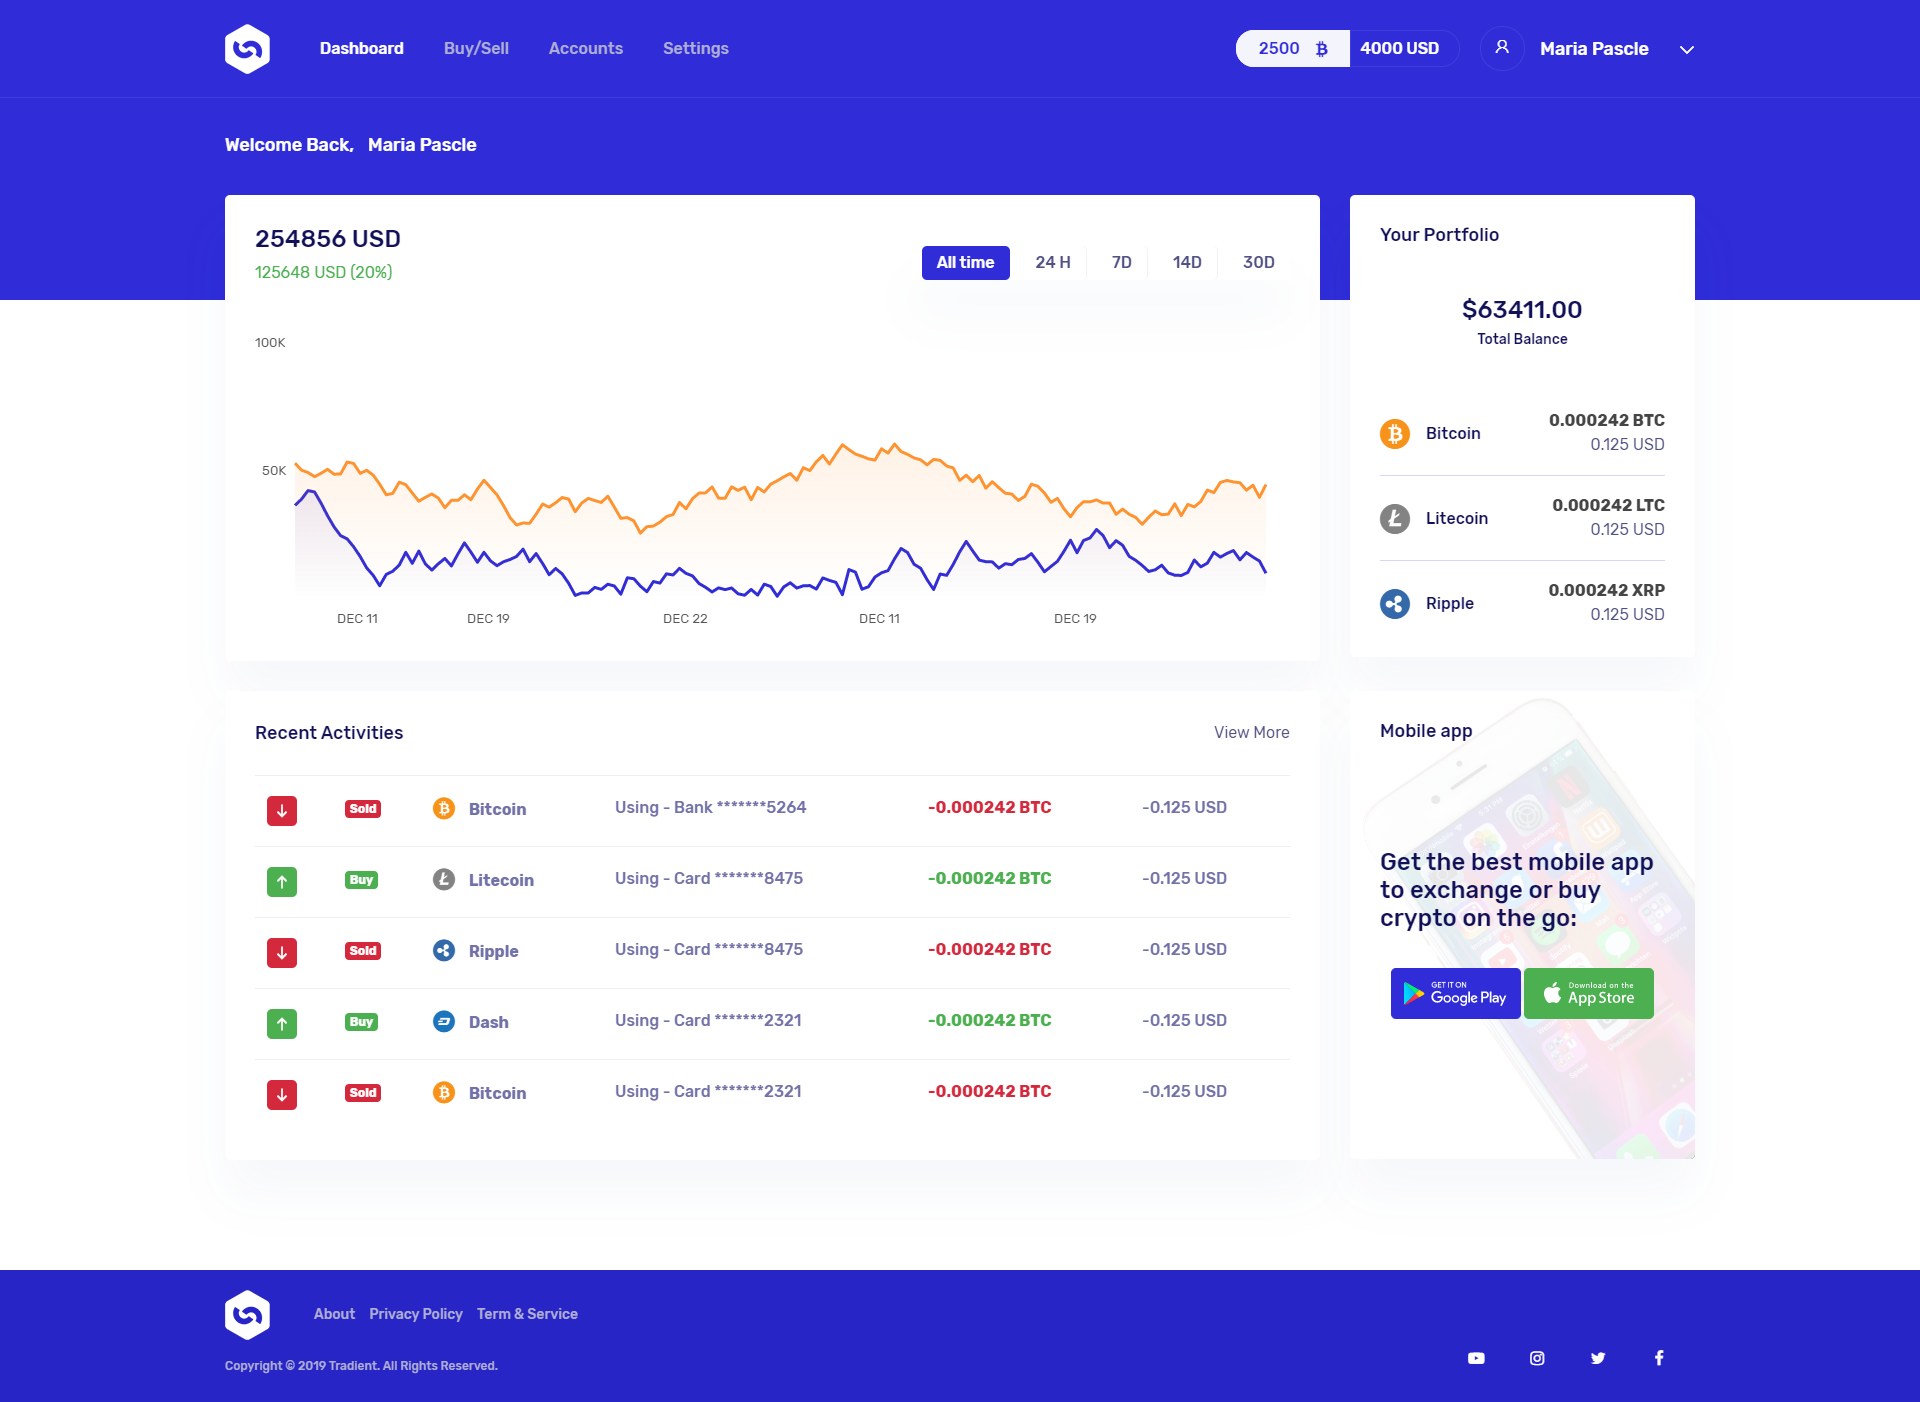 Dashboard Buy/Sell Accounts Settings 2500 4000 USD Maria Pascle
Welcome Back, Maria Pascle
254856 USD
125648 USD (20%)
All time 24 H 7D 14D 30D
100K
50K
DEC 11 DEC 19 DEC 22 DEC 11 DEC 19
Your Portfolio
$63411.00
Total Balance
Bitcoin 0.000242 BTC
0.125 USD
Litecoin 0.000242 LTC
0.125 USD
Ripple 0.000242 XRP
0.125 USD
Recent Activities View More
Sold Bitcoin Using - Bank *******5264 -0.000242 BTC -0.125 USD
Buy Litecoin Using - Card *******8475 -0.000242 BTC -0.125 USD
Sold Ripple Using - Card *******8475 -0.000242 BTC -0.125 USD
Buy Dash Using - Card *******2321 -0.000242 BTC -0.125 USD
Sold Bitcoin Using - Card *******2321 -0.000242 BTC -0.125 USD
Mobile app
Get the best mobile app
to exchange or buy
crypto on the go:
GET IT ON
Google Play
Download on the
App Store
About Privacy Policy Term & Service
Copyright © 2019 Tradient. All Rights Reserved.